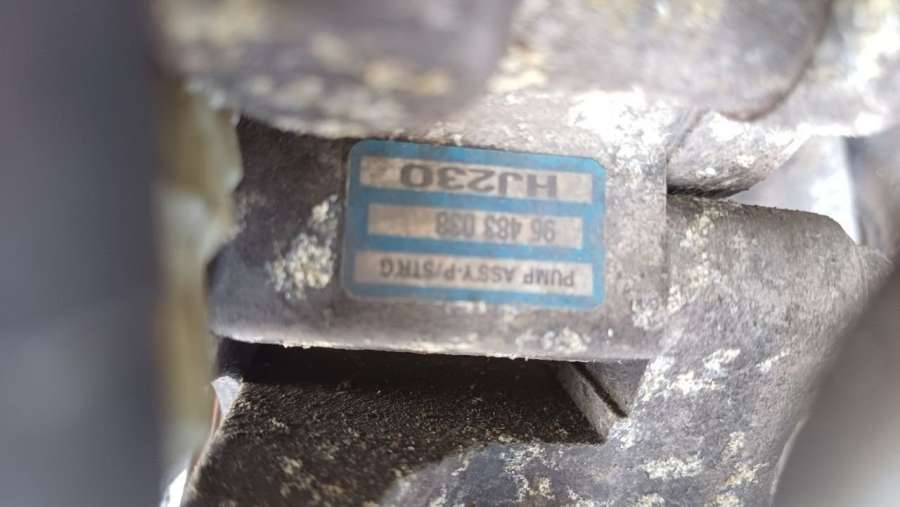 PUMP ASSY-P/STRG
96 483 038
HJ230